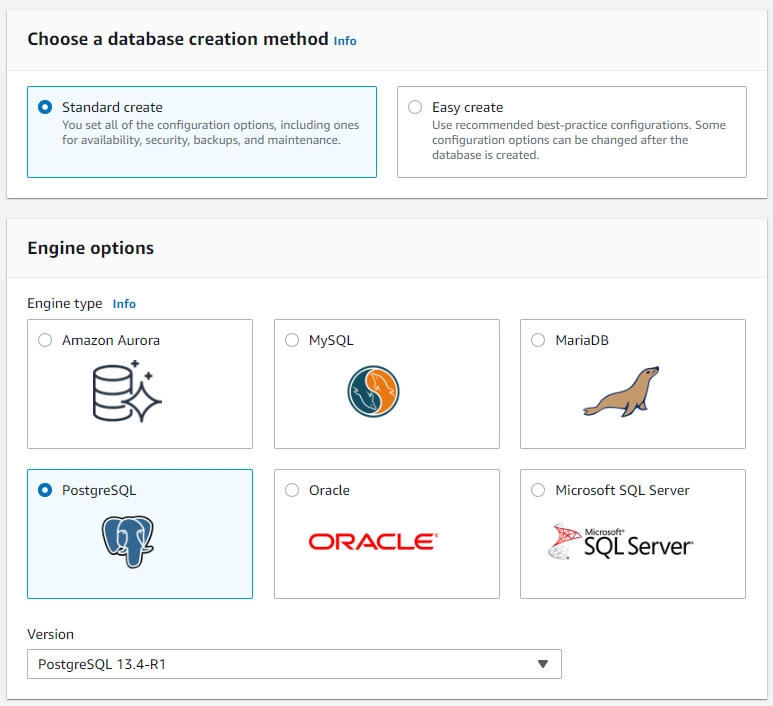 Choose a database creation method Info
Standard create
You set all of the configuration options, including ones
for availability, security, backups, and maintenance.
Easy create
Use recommended best-practice configurations. Some
configuration options can be changed after the
database is created.
Engine options
Engine type Info
Amazon Aurora
MySQL
MariaDB
PostgreSQL
Oracle
ORACLE®
Microsoft SQL Server
Microsoft®
SQL Server®
Version
PostgreSQL 13.4-R1